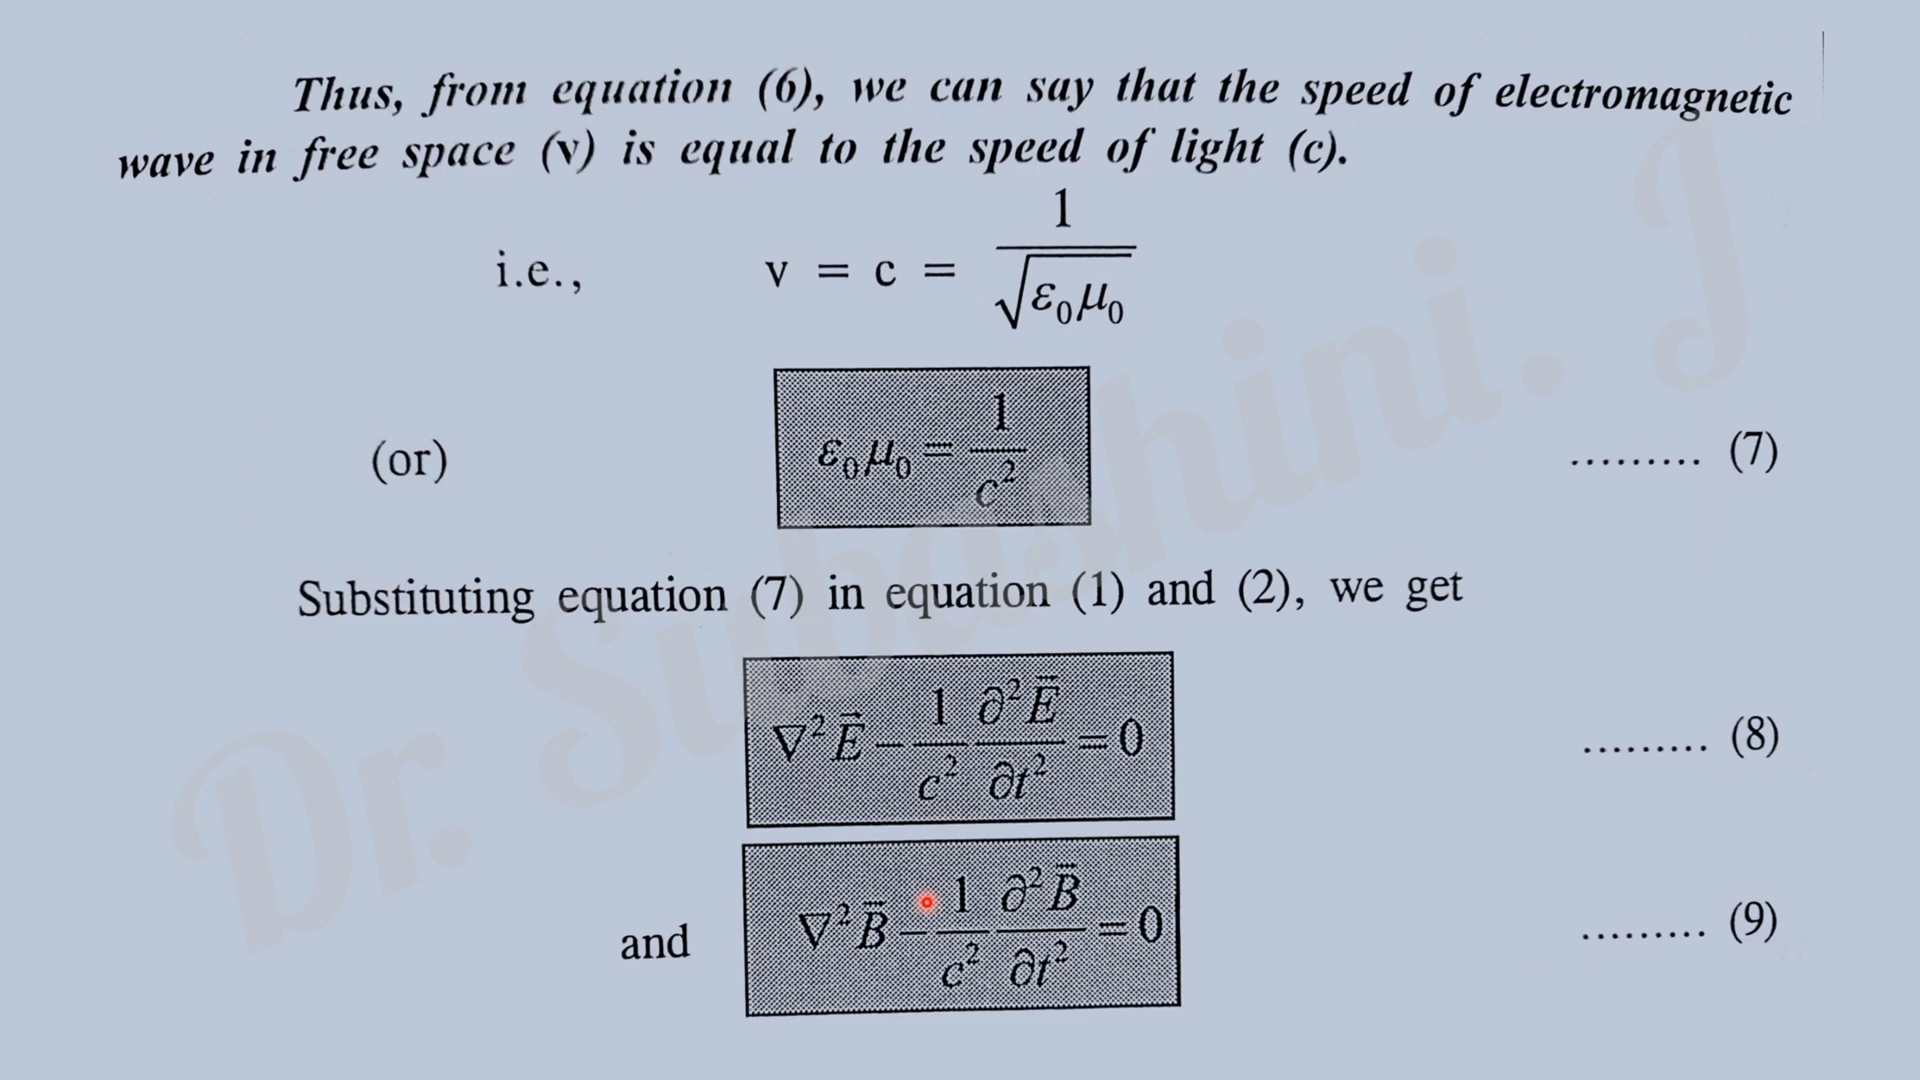 Thus, from equation (6), we can say that the speed of electromagnetic
wave in free space (v) is equal to the speed of light (c).
i.e., v = c = 1/√ε₀μ₀
(or) ε₀μ₀ = 1/c² ......... (7)
Substituting equation (7) in equation (1) and (2), we get
∇²E⃗ − 1/c² ∂²E⃗/∂t² = 0 ......... (8)
and ∇²B⃗ − 1/c² ∂²B⃗/∂t² = 0 ......... (9)
Dr. Subashini. J